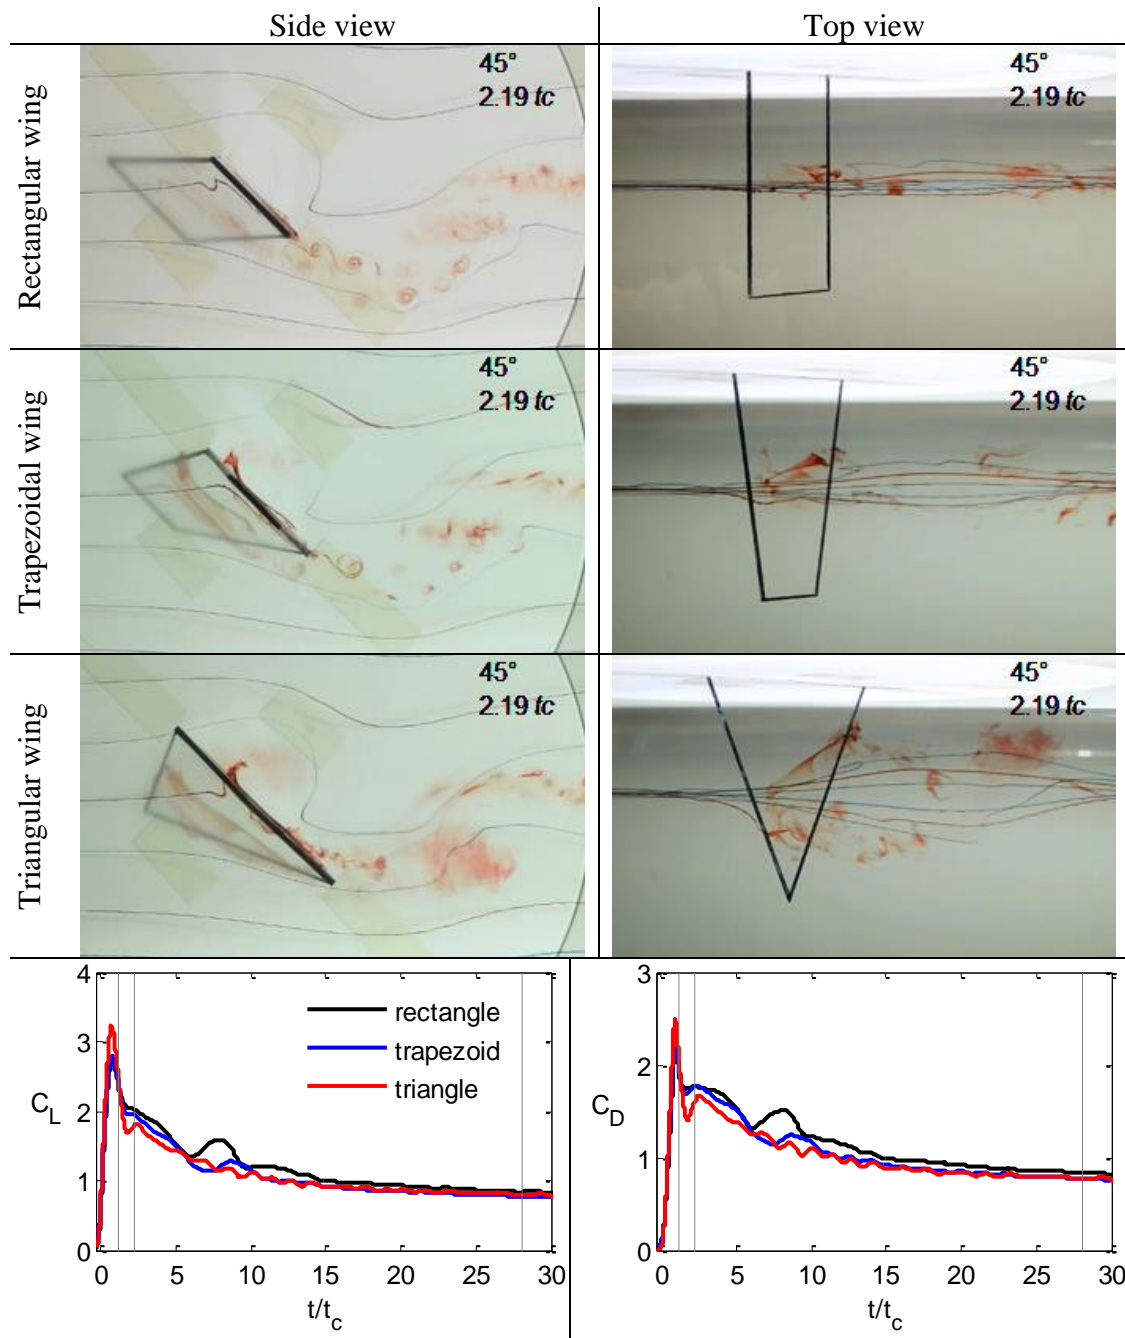 Side view
Top view
Rectangular wing
45°
2.19 tc
45°
2.19 tc
Trapezoidal wing
45°
2.19 tc
45°
2.19 tc
Triangular wing
45°
2.19 tc
45°
2.19 tc
4
3
2
1
0
C_L
rectangle
trapezoid
triangle
0 5 10 15 20 25 30
t/t_c
3
2
1
0
C_D
0 5 10 15 20 25 30
t/t_c